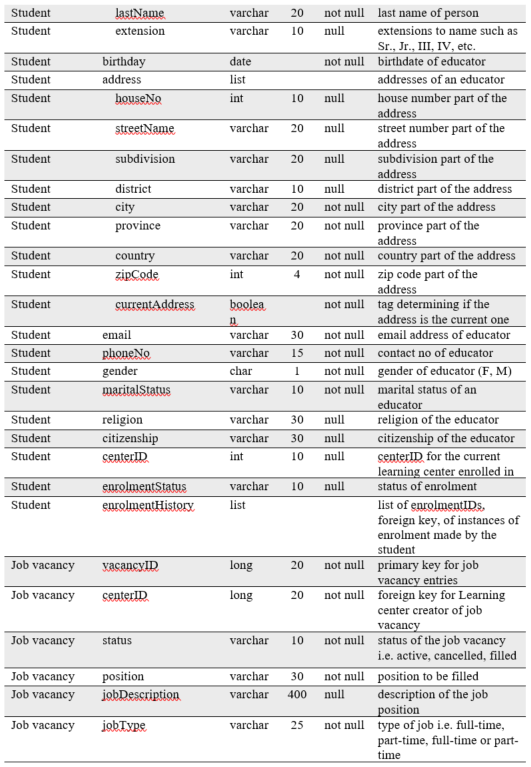 Student lastName varchar 20 not null last name of person
Student extension varchar 10 null extensions to name such as
Sr., Jr., III, IV, etc.
Student birthday date not null birthdate of educator
Student address list addresses of an educator
Student houseNo int 10 null house number part of the
address
Student streetName varchar 20 null street number part of the
address
Student subdivision varchar 20 null subdivision part of the
address
Student district varchar 10 null district part of the address
Student city varchar 20 not null city part of the address
Student province varchar 20 not null province part of the
address
Student country varchar 20 not null country part of the address
Student zipCode int 4 not null zip code part of the
address
Student currentAddress boolea not null tag determining if the
n address is the current one
Student email varchar 30 not null email address of educator
Student phoneNo varchar 15 not null contact no of educator
Student gender char 1 not null gender of educator (F, M)
Student maritalStatus varchar 10 not null marital status of an
educator
Student religion varchar 30 null religion of the educator
Student citizenship varchar 30 null citizenship of the educator
Student centerID int 10 null centerID for the current
learning center enrolled in
Student enrolmentStatus varchar 10 null status of enrolment
Student enrolmentHistory list list of enrolmentIDs,
foreign key, of instances of
enrolment made by the
student
Job vacancy vacancyID long 20 not null primary key for job
vacancy entries
Job vacancy centerID long 20 not null foreign key for Learning
center creator of job
vacancy
Job vacancy status varchar 10 not null status of the job vacancy
i.e. active, cancelled, filled
Job vacancy position varchar 30 not null position to be filled
Job vacancy jobDescription varchar 400 null description of the job
position
Job vacancy jobType varchar 25 not null type of job i.e. full-time,
part-time, full-time or part-
time